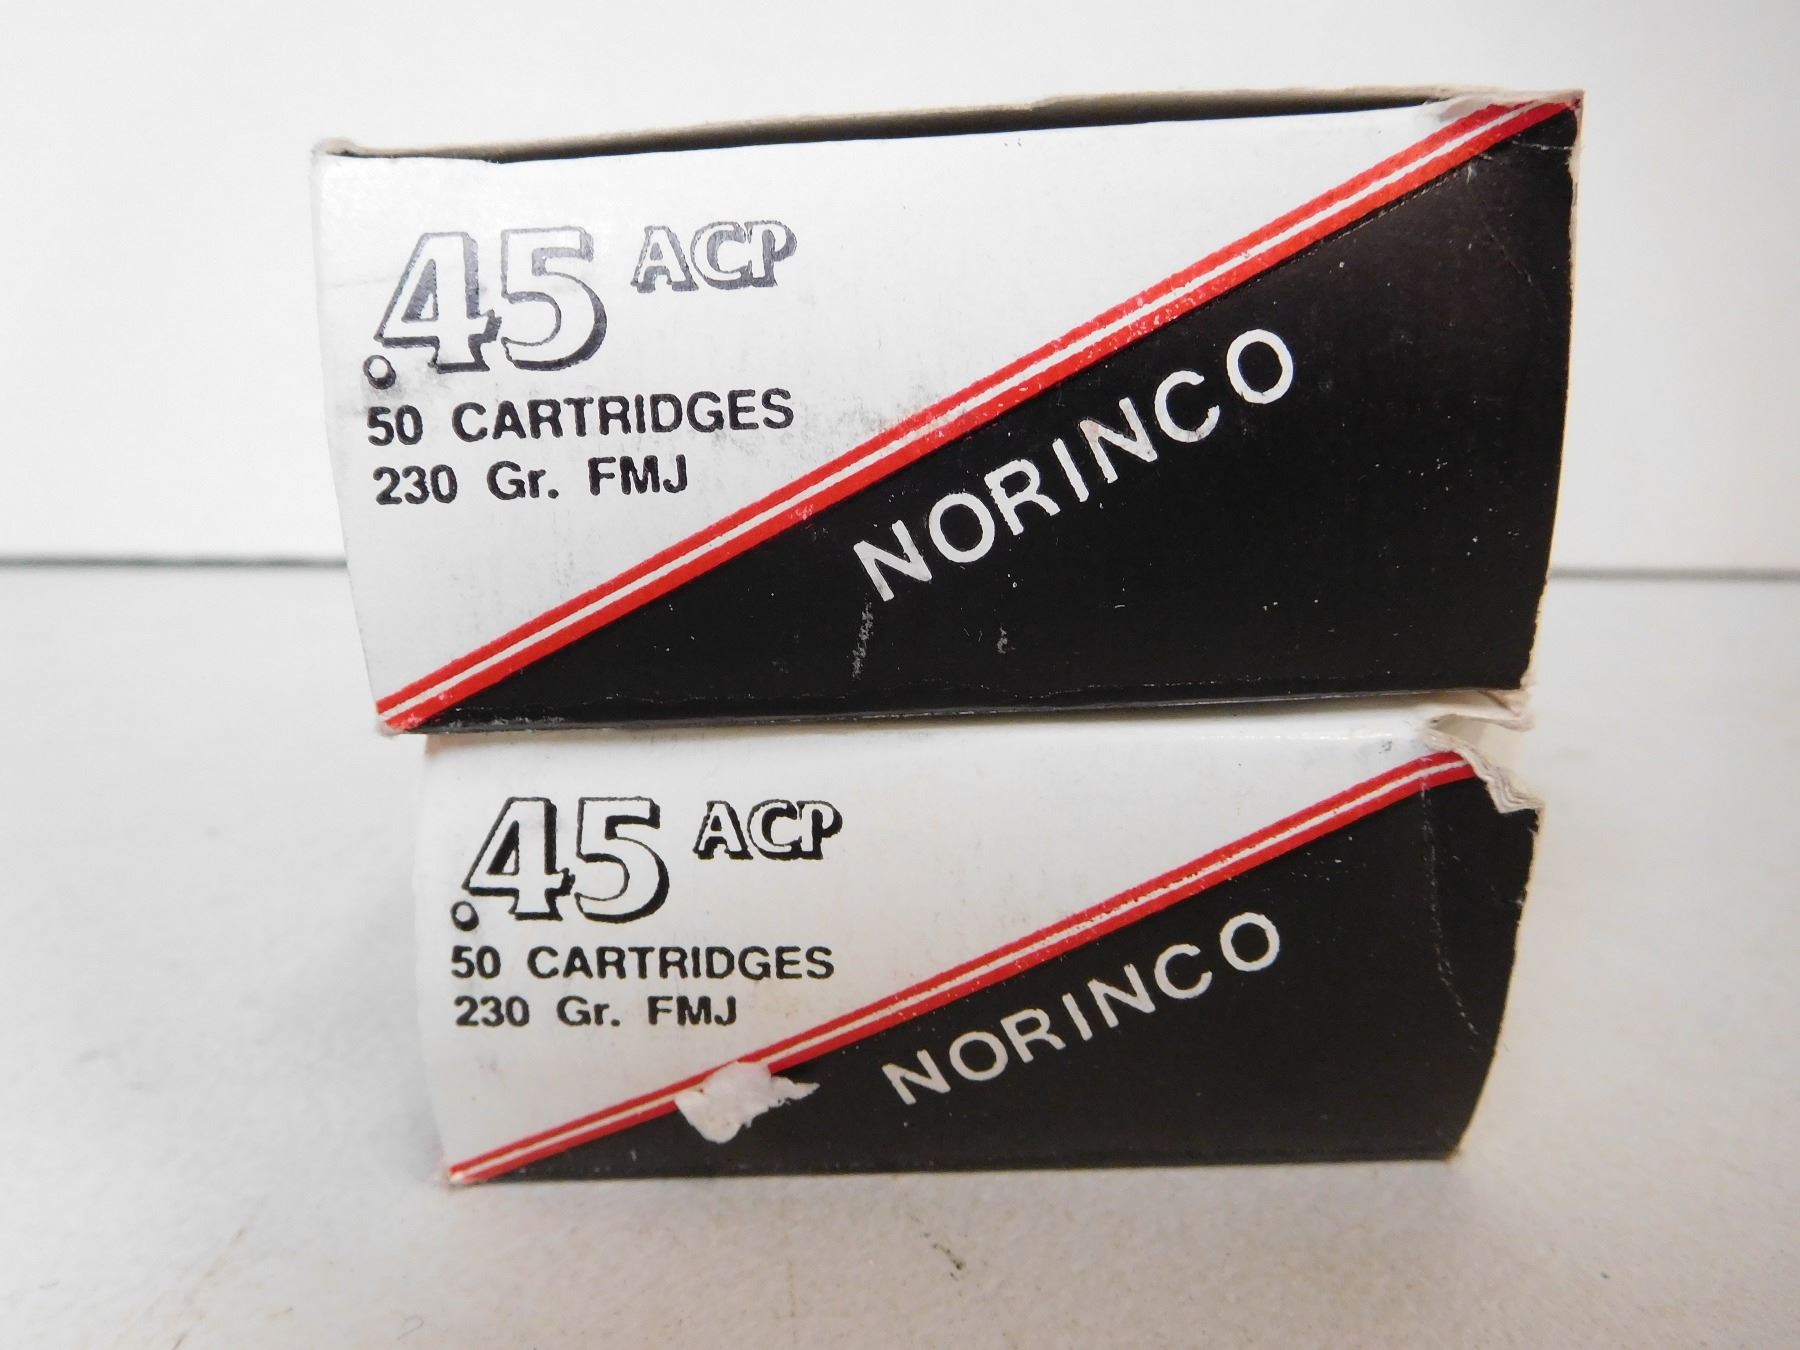 .45 ACP
50 CARTRIDGES
230 Gr. FMJ
NORINCO
.45 ACP
50 CARTRIDGES
230 Gr. FMJ
NORINCO